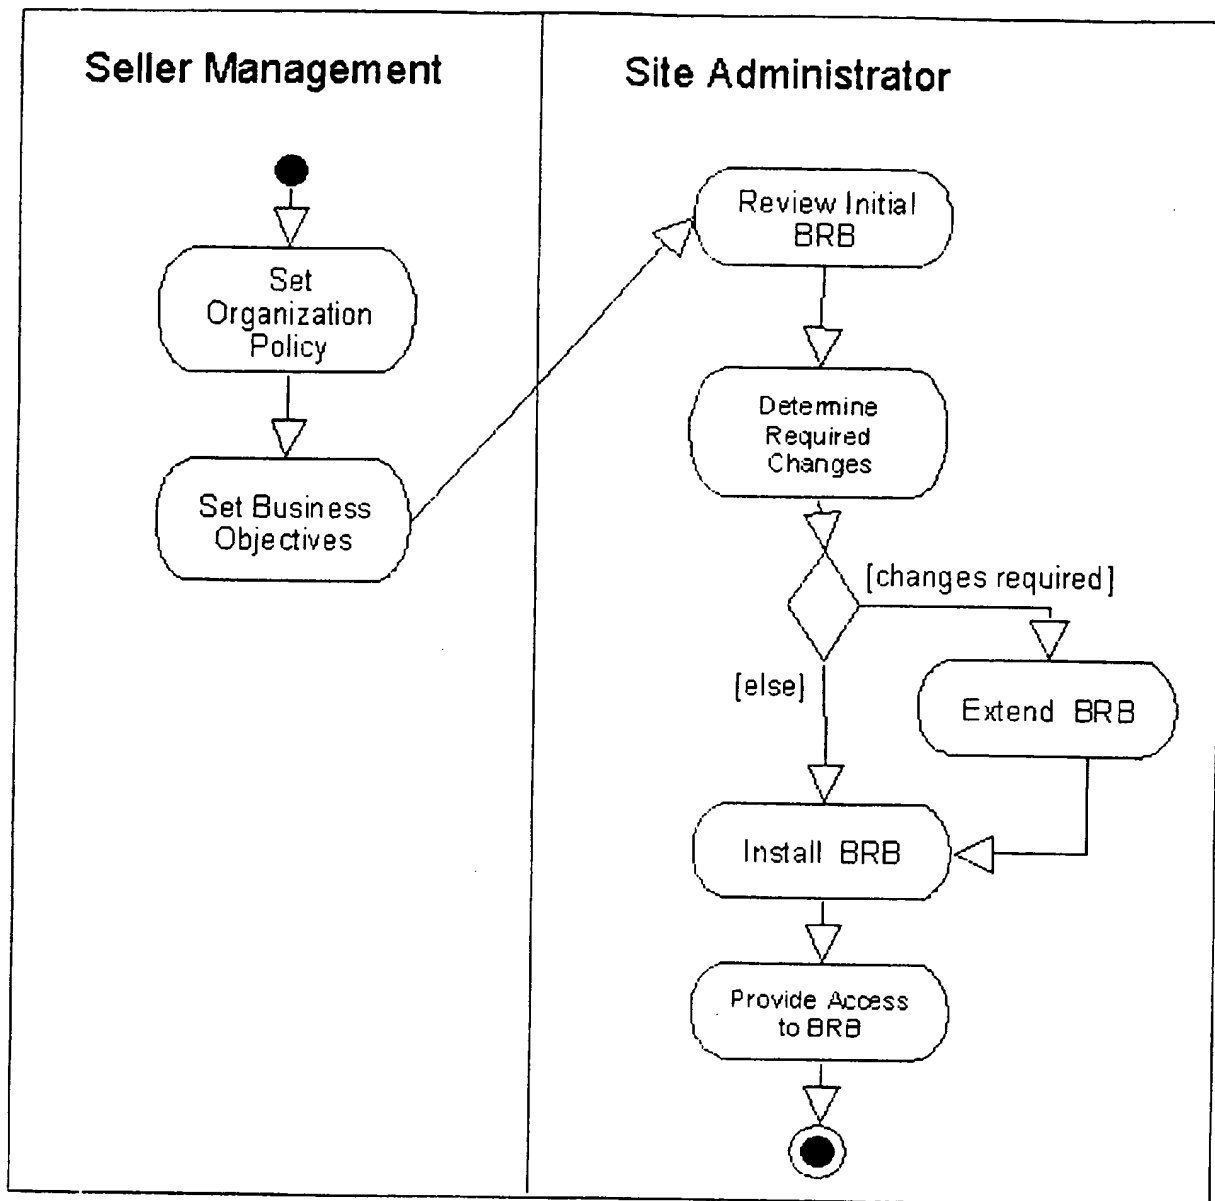 Seller Management
Site Administrator
Set
Organization
Policy
Set Business
Objectives
Review Initial
BRB
Determine
Required
Changes
[changes required]
[else]
Extend BRB
Install BRB
Provide Access
to BRB